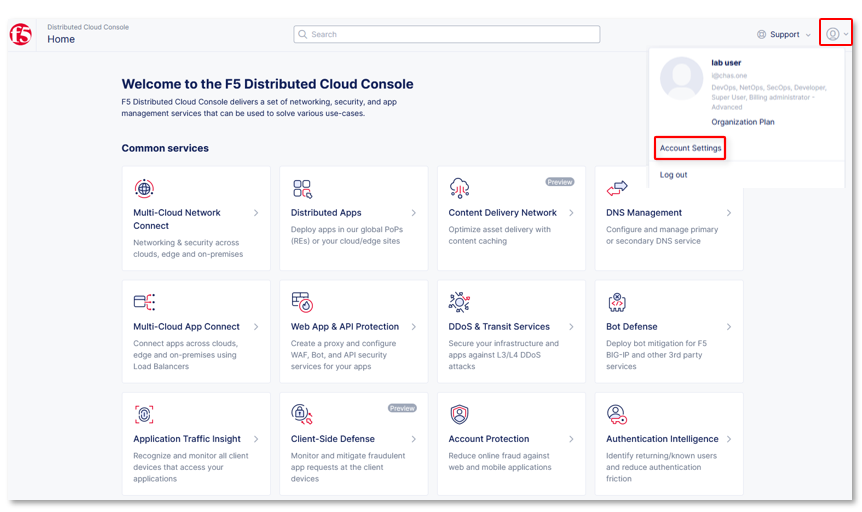 f5
Distributed Cloud Console
Home
Search
Support
lab user
i@chas.one
DevOps, NetOps, SecOps, Developer,
Super User, Billing administrator -
Advanced
Organization Plan
Account Settings
Log out
Welcome to the F5 Distributed Cloud Console
F5 Distributed Cloud Console delivers a set of networking, security, and app
management services that can be used to solve various use-cases.
Common services
Multi-Cloud Network
Connect
Networking & security across
clouds, edge and on-premises
Distributed Apps
Deploy apps in our global PoPs
(REs) or your cloud/edge sites
Preview
Content Delivery Network
Optimize asset delivery with
content caching
DNS Management
Configure and manage primary
or secondary DNS service
Multi-Cloud App Connect
Connect apps across clouds,
edge and on-premises using
Load Balancers
Web App & API Protection
Create a proxy and configure
WAF, Bot, and API security
services for your apps
DDoS & Transit Services
Secure your infrastructure and
apps against L3/L4 DDoS
attacks
Bot Defense
Deploy bot mitigation for F5
BIG-IP and other 3rd party
services
Application Traffic Insight
Recognize and monitor all client
devices that access your
applications
Preview
Client-Side Defense
Monitor and mitigate fraudulent
app requests at the client
devices
Account Protection
Reduce online fraud against
web and mobile applications
Authentication Intelligence
Identify returning/known users
and reduce authentication
friction